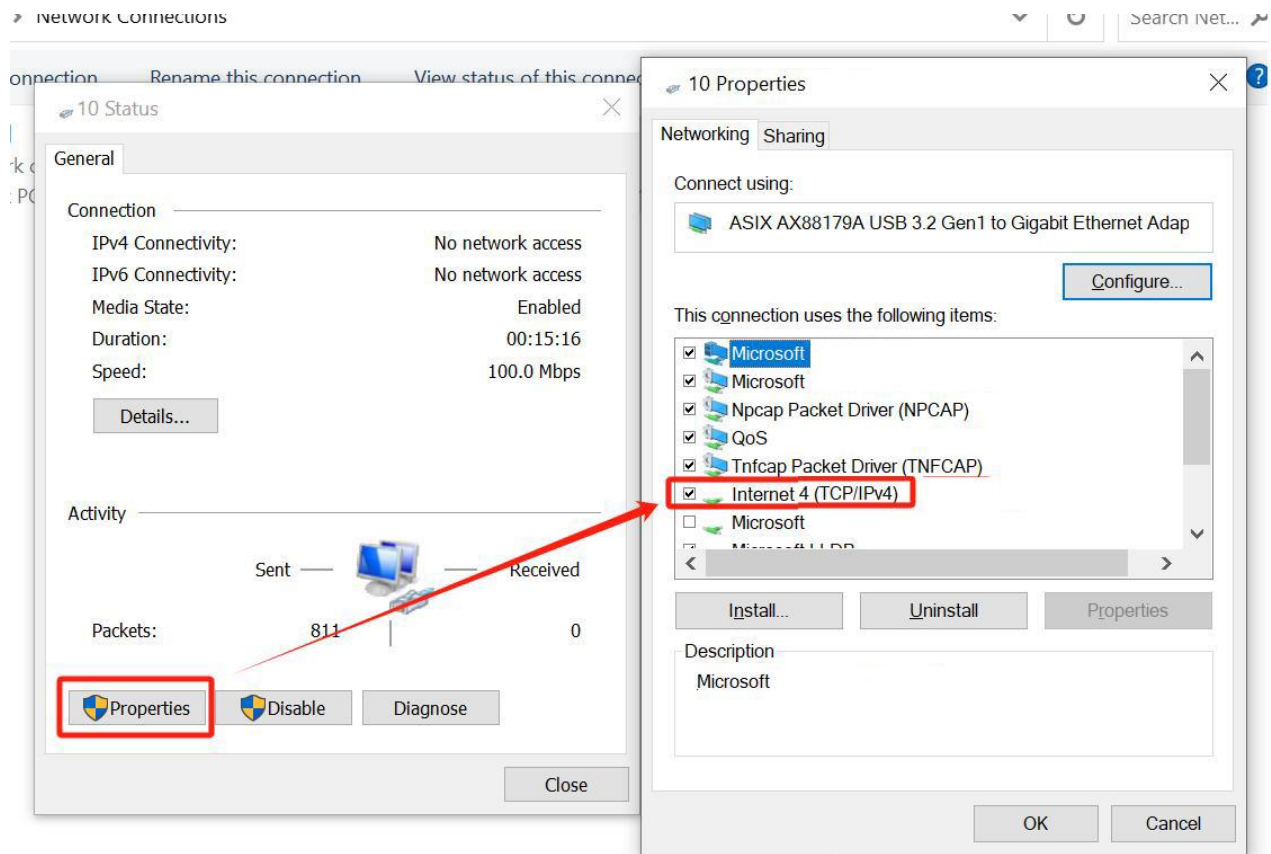 Network Connections
Search Net...
onnection Rename this connection View status of this connec
?
10 Status
General
Connection
IPv4 Connectivity: No network access
IPv6 Connectivity: No network access
Media State: Enabled
Duration: 00:15:16
Speed: 100.0 Mbps
Details...
Activity
Sent Received
Packets: 811 0
Properties Disable Diagnose
Close
10 Properties
Networking Sharing
Connect using:
ASIX AX88179A USB 3.2 Gen1 to Gigabit Ethernet Adap
Configure...
This connection uses the following items:
Microsoft
Microsoft
Npcap Packet Driver (NPCAP)
QoS
Tnfcap Packet Driver (TNFCAP)
Internet 4 (TCP/IPv4)
Microsoft
Microsoft LLDP
Install... Uninstall Properties
Description
Microsoft
OK Cancel